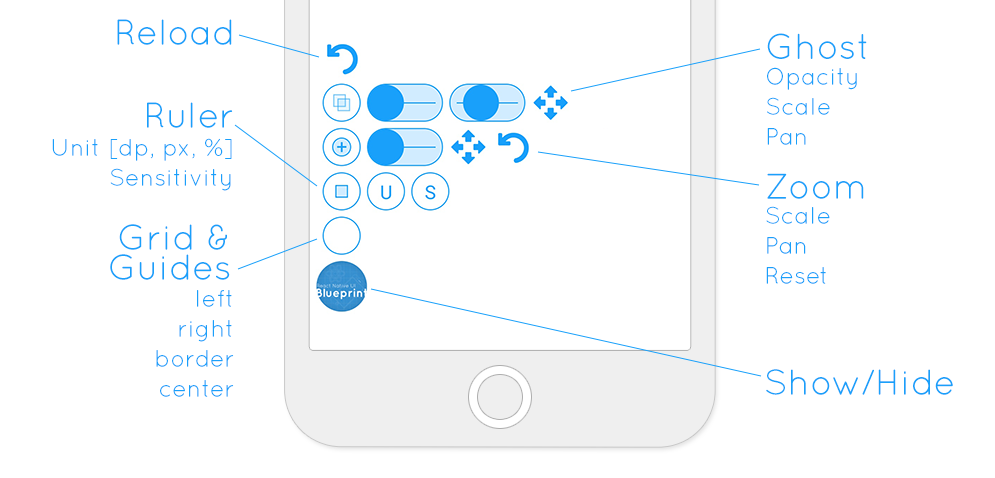 Reload
Ruler
Unit [dp, px, %]
Sensitivity
Grid &
Guides
left
right
border
center
U S
React Native UI
Blueprint
Ghost
Opacity
Scale
Pan
Zoom
Scale
Pan
Reset
Show/Hide